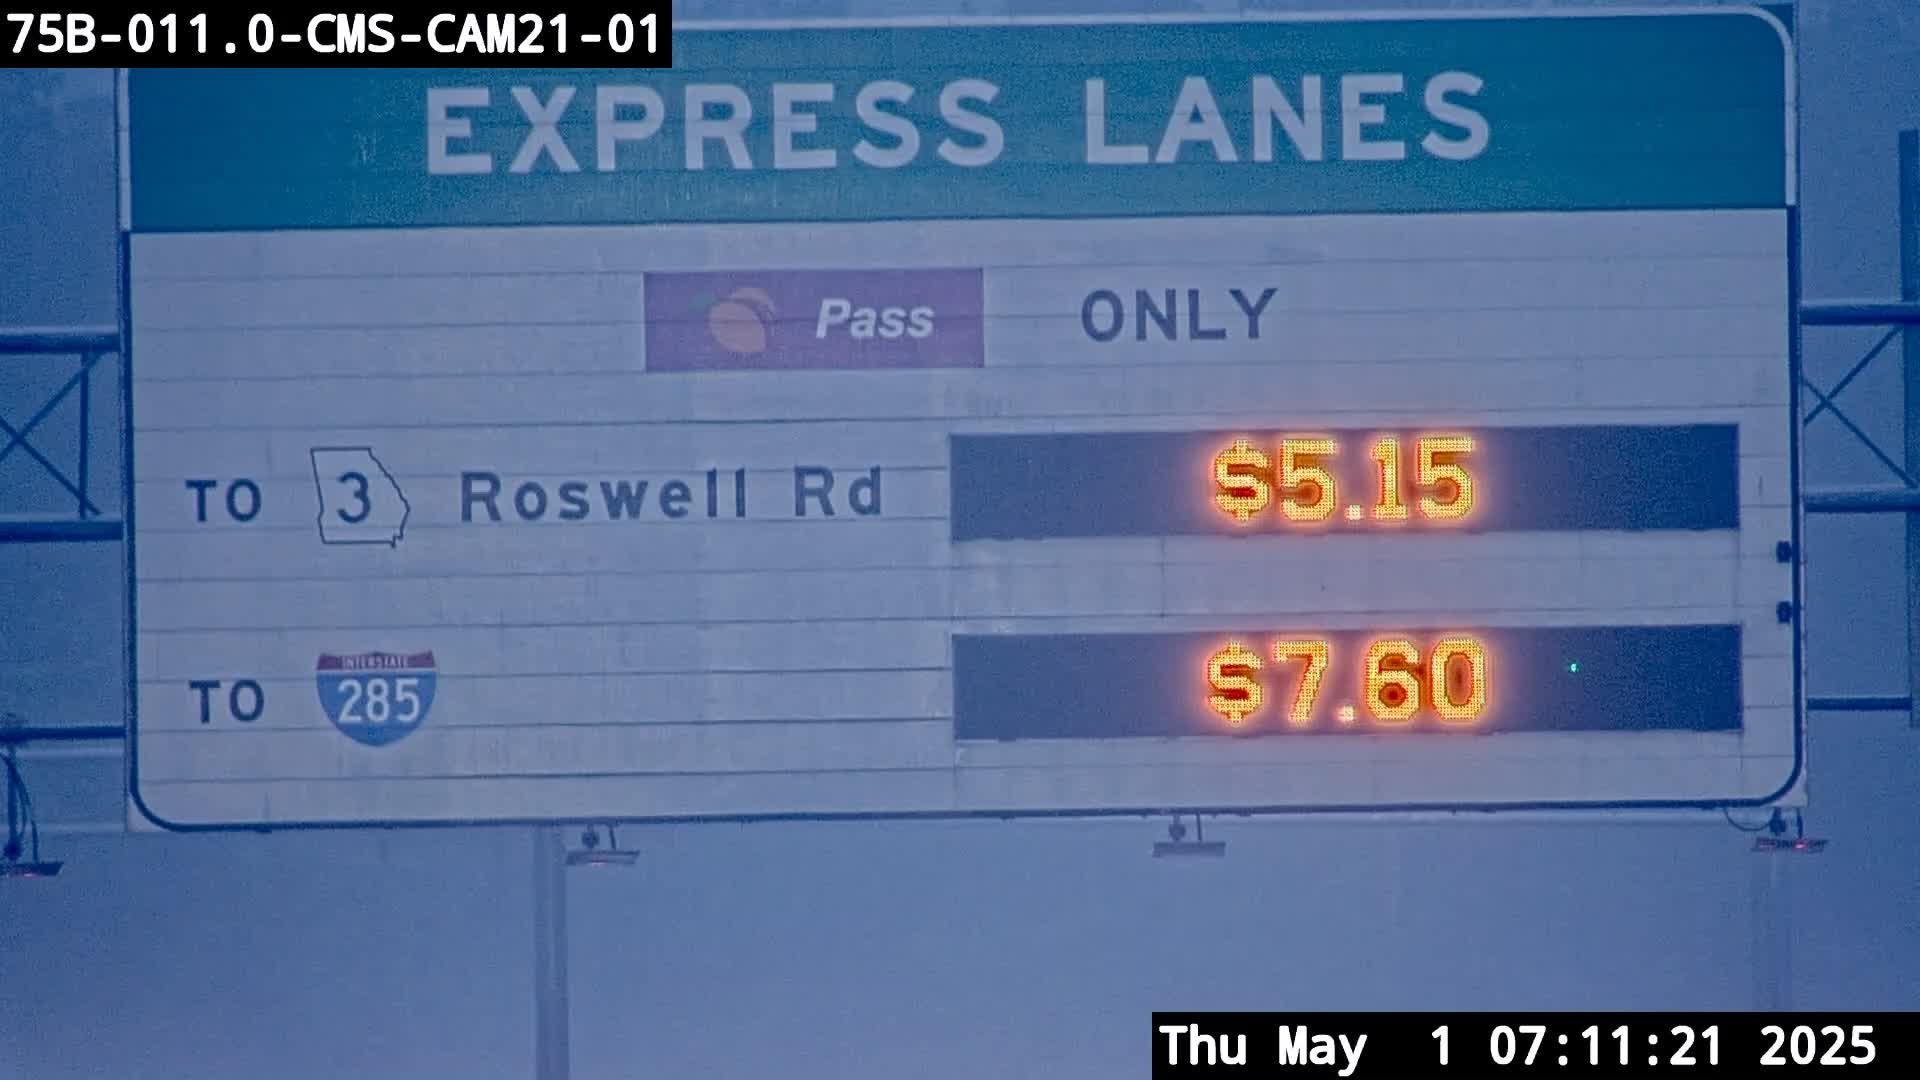 75B-011.0-CMS-CAM21-01
EXPRESS LANES
Pass ONLY
TO 3 Roswell Rd $5.15
TO INTERSTATE 285 $7.60
Thu May 1 07:11:21 2025